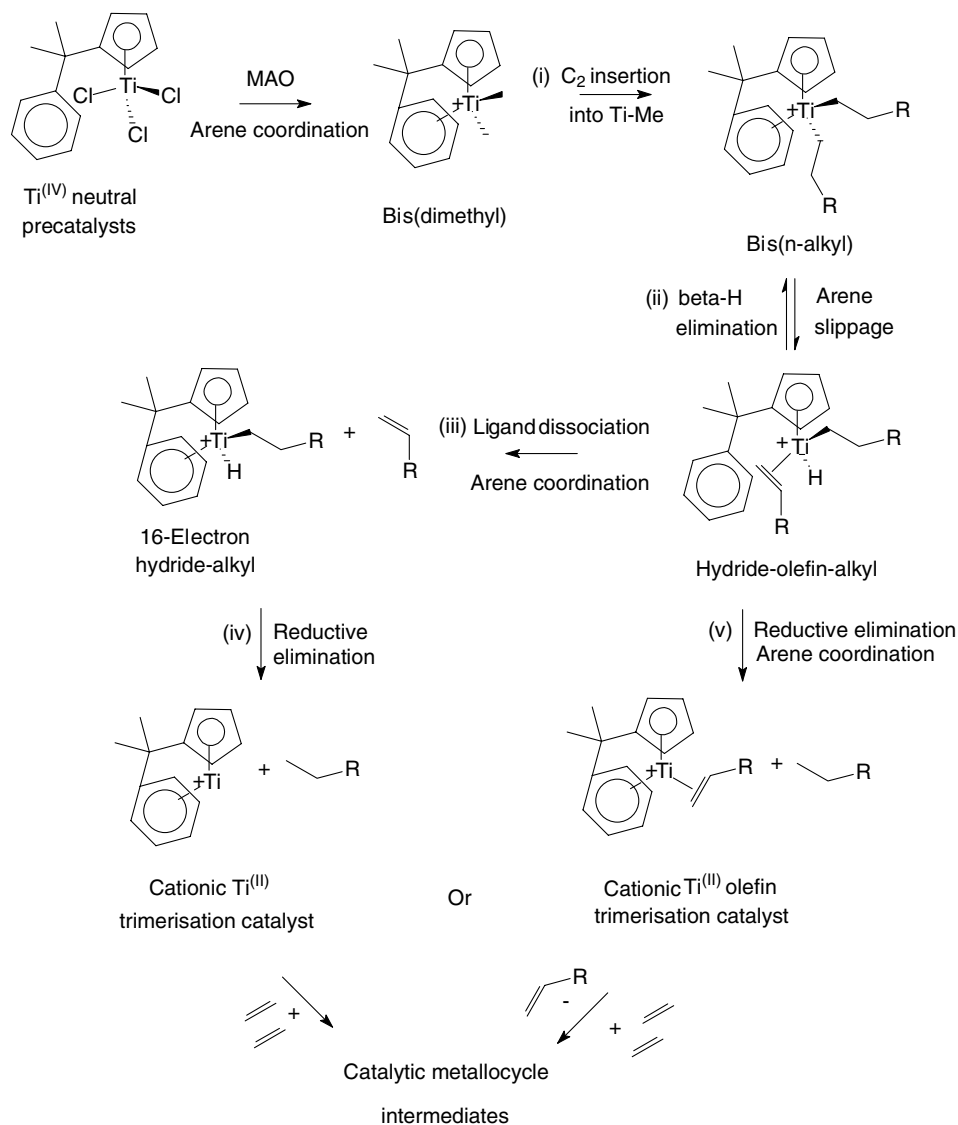 Ti
Cl
Cl
Cl
Ti(IV) neutral
precatalysts
MAO
Arene coordination
+Ti
Bis(dimethyl)
(i) C2 insertion
into Ti-Me
+Ti
R
R
Bis(n-alkyl)
(ii) beta-H
elimination
Arene
slippage
+
Ti
R
H
R
Hydride-olefin-alkyl
(iii) Ligand dissociation
Arene coordination
+Ti
R
H
+
R
16-Electron
hydride-alkyl
(iv)
Reductive
elimination
(v)
Reductive elimination
Arene coordination
+Ti
+
R
Cationic Ti(II)
trimerisation catalyst
Or
+Ti
R
+
R
Cationic Ti(II) olefin
trimerisation catalyst
+
R
-
+
Catalytic metallocycle
intermediates